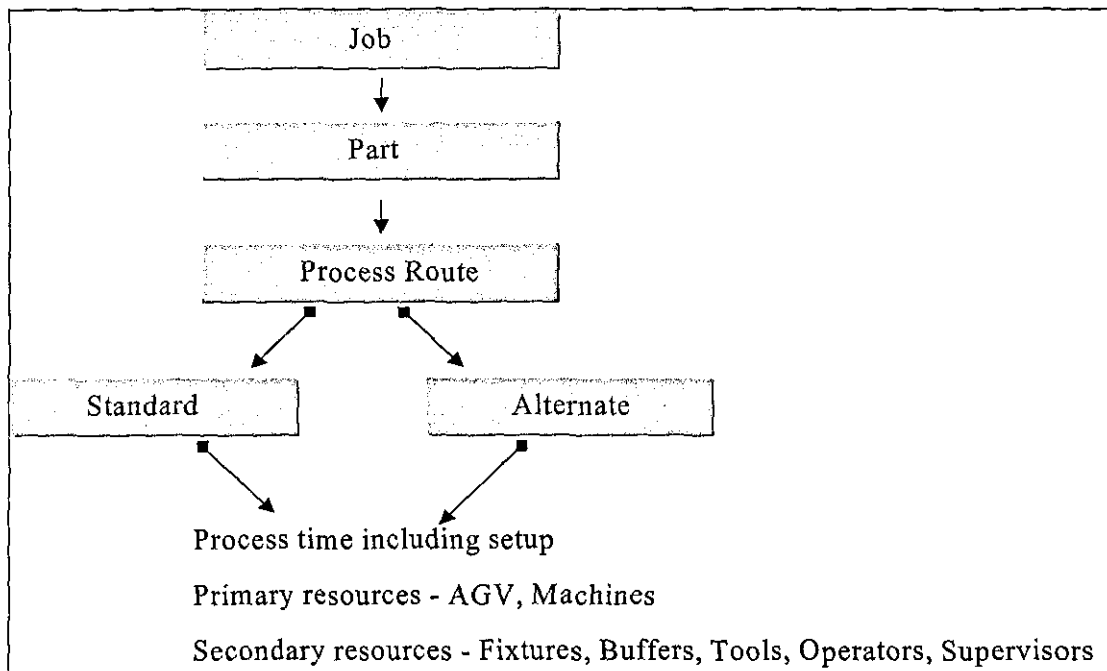 Job
Part
Process Route
Standard
Alternate
Process time including setup
Primary resources - AGV, Machines
Secondary resources - Fixtures, Buffers, Tools, Operators, Supervisors